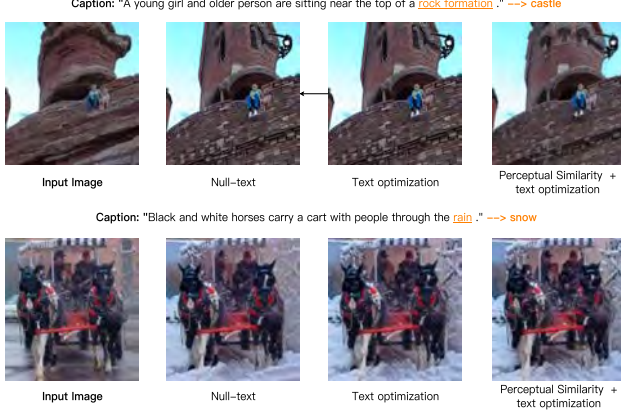 Caption: "A young girl and older person are sitting near the top of a rock formation ." --> castle
Input Image
Null-text
Text optimization
Perceptual Similarity +
text optimization
Caption: "Black and white horses carry a cart with people through the rain ." --> snow
Input Image
Null-text
Text optimization
Perceptual Similarity +
text optimization